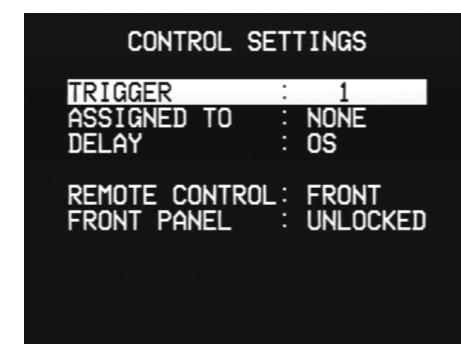 CONTROL SETTINGS
TRIGGER : 1
ASSIGNED TO : NONE
DELAY : 0S
REMOTE CONTROL: FRONT
FRONT PANEL : UNLOCKED